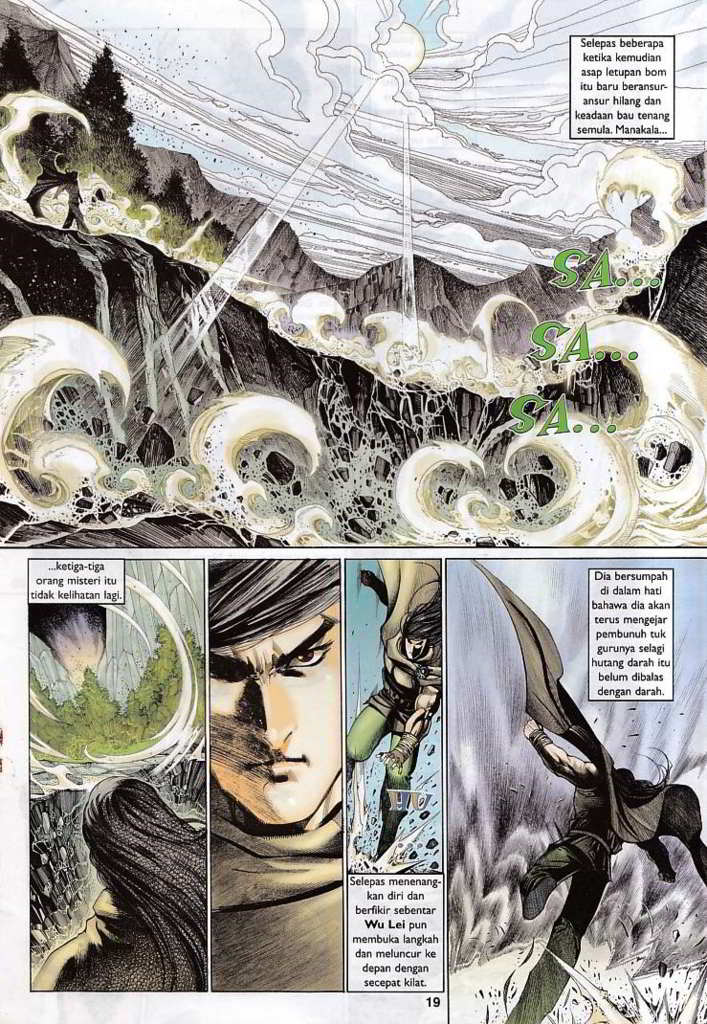 Selepas beberapa
ketika kemudian
asap letupan bom
itu baru beransur-
ansur hilang dan
keadaan bau tenang
semula. Manakala...
SA...
SA...
SA...
...ketiga-tiga
orang misteri itu
tidak kelihatan lagi.
HU
Selepas menenang-
kan diri dan
berfikir sebentar
Wu Lei pun
membuka langkah
dan meluncur ke
depan dengan
secepat kilat.
Dia bersumpah
di dalam hati
bahawa dia akan
terus mengejar
pembunuh tuk
gurunya selagi
hutang darah itu
belum dibalas
dengan darah.
19